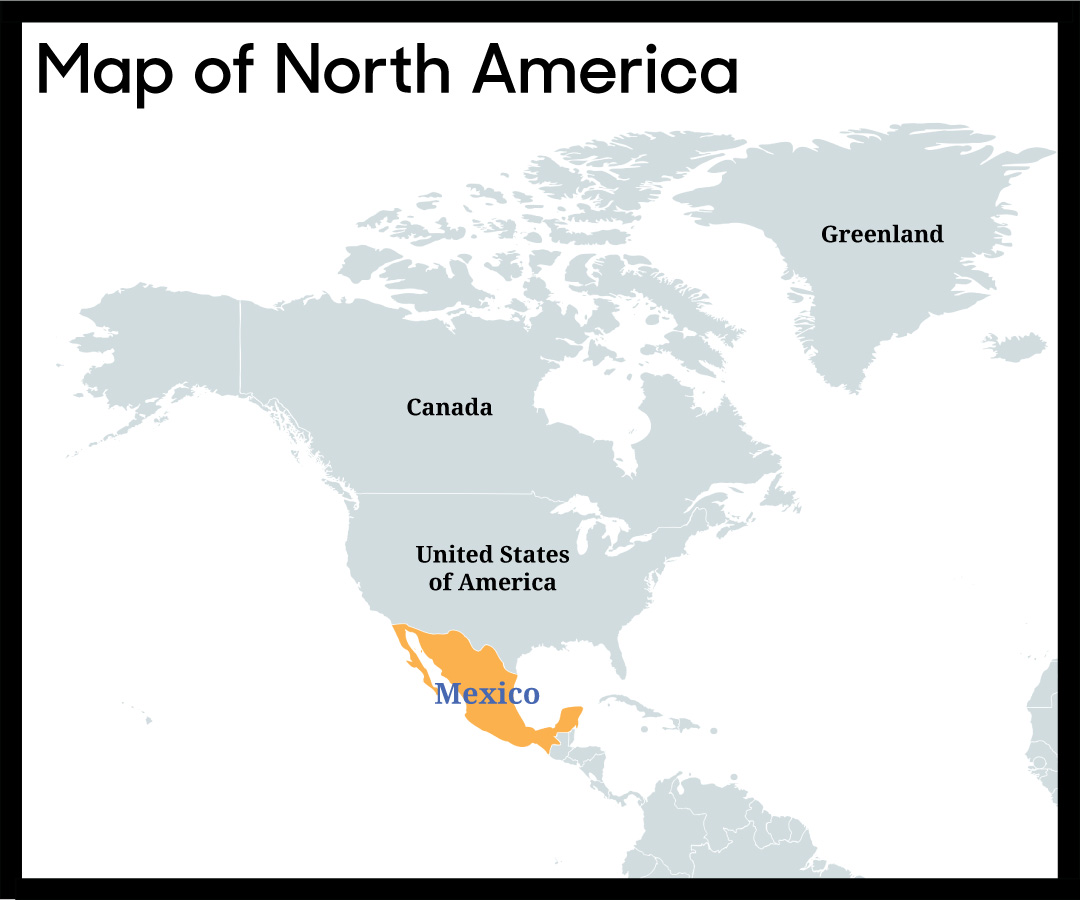 Map of North America
Greenland
Canada
United States
of America
Mexico